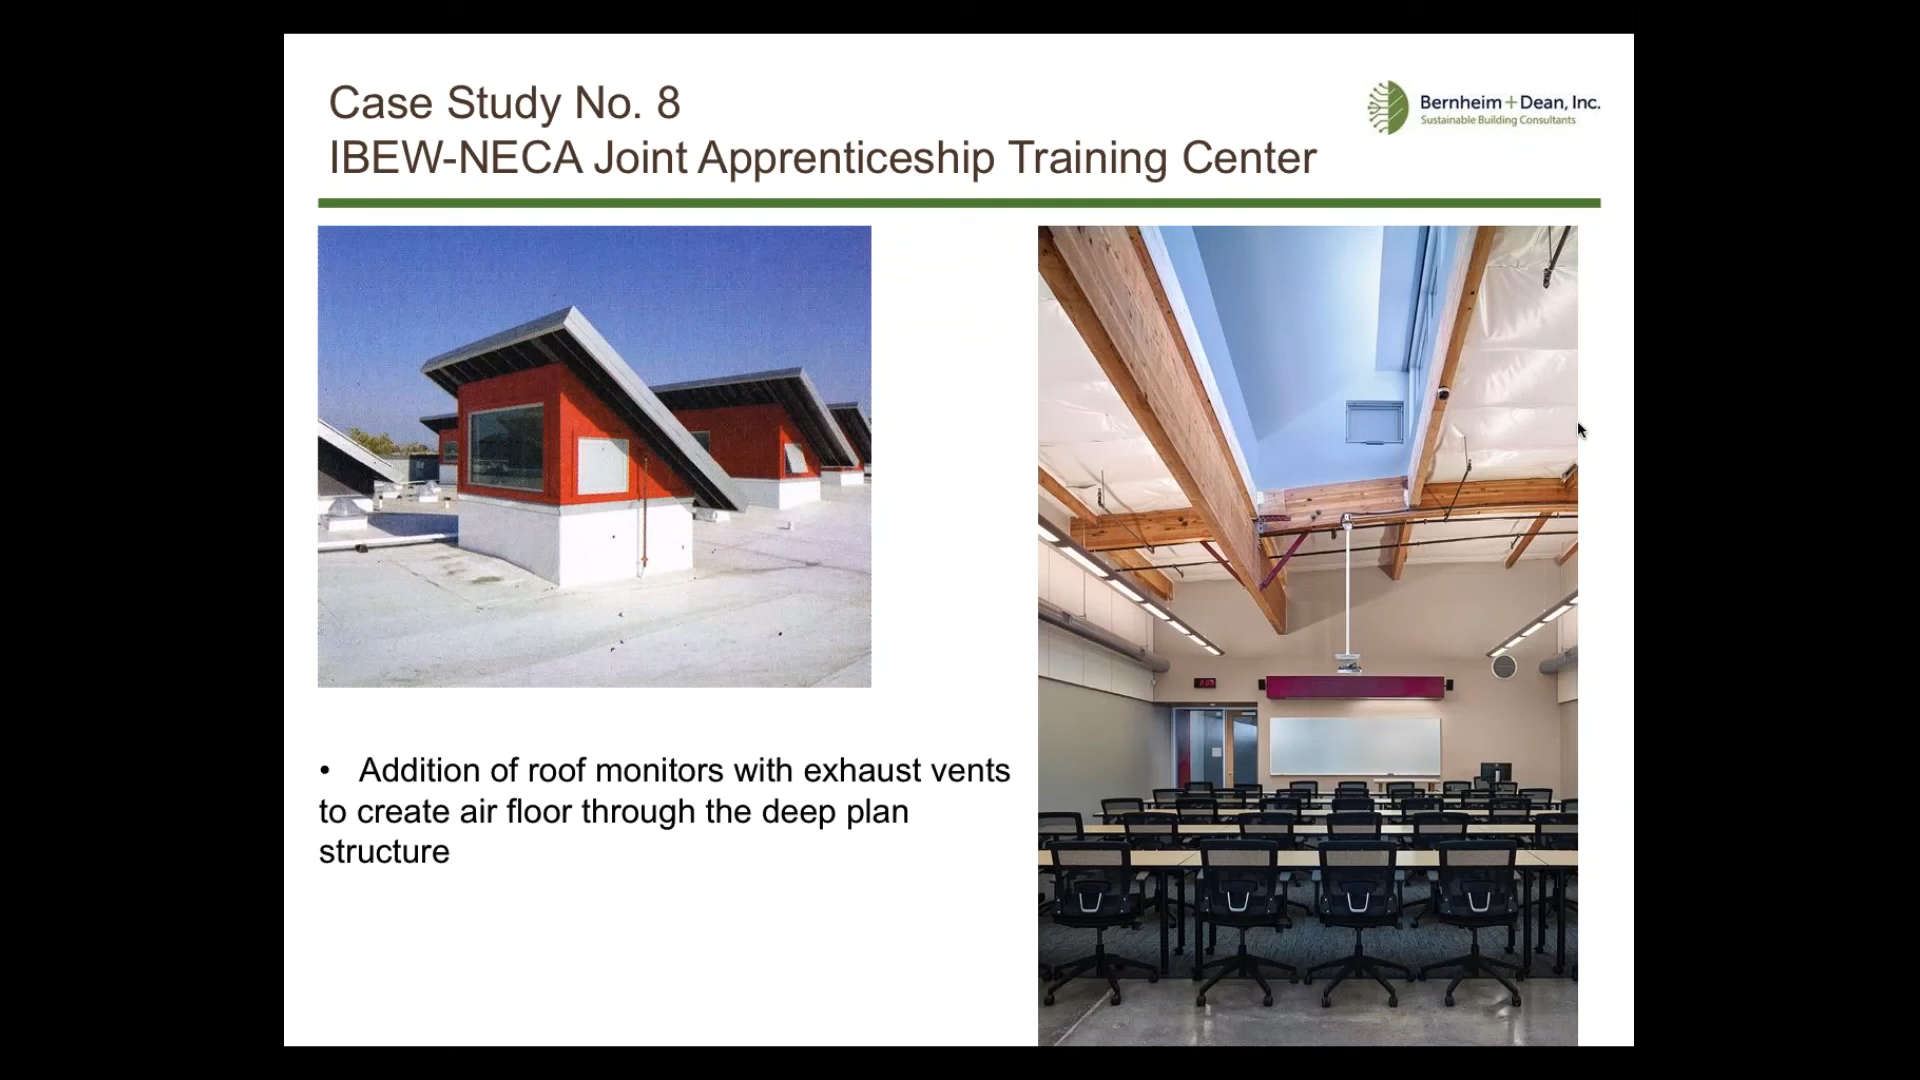 Case Study No. 8
IBEW-NECA Joint Apprenticeship Training Center
Bernheim+Dean, Inc.
Sustainable Building Consultants
• Addition of roof monitors with exhaust vents
to create air floor through the deep plan
structure